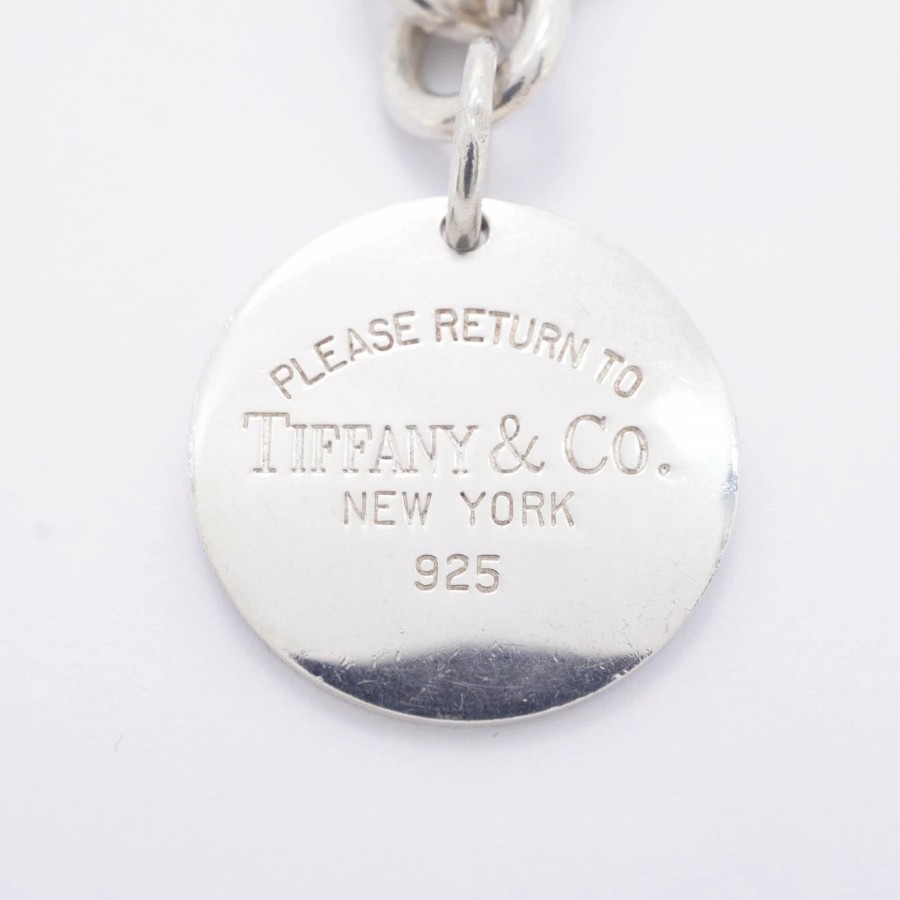 PLEASE RETURN TO
TIFFANY & CO.
NEW YORK
925